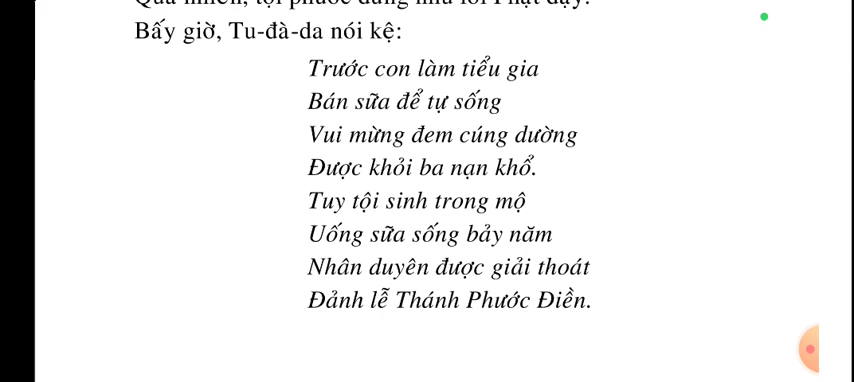 Bấy giờ, Tu-đà-da nói kệ:
Trước con làm tiểu gia
Bán sữa để tự sống
Vui mừng đem cúng dường
Được khỏi ba nạn khổ.
Tuy tội sinh trong mộ
Uống sữa sống bảy năm
Nhân duyên được giải thoát
Đảnh lễ Thánh Phước Điền.